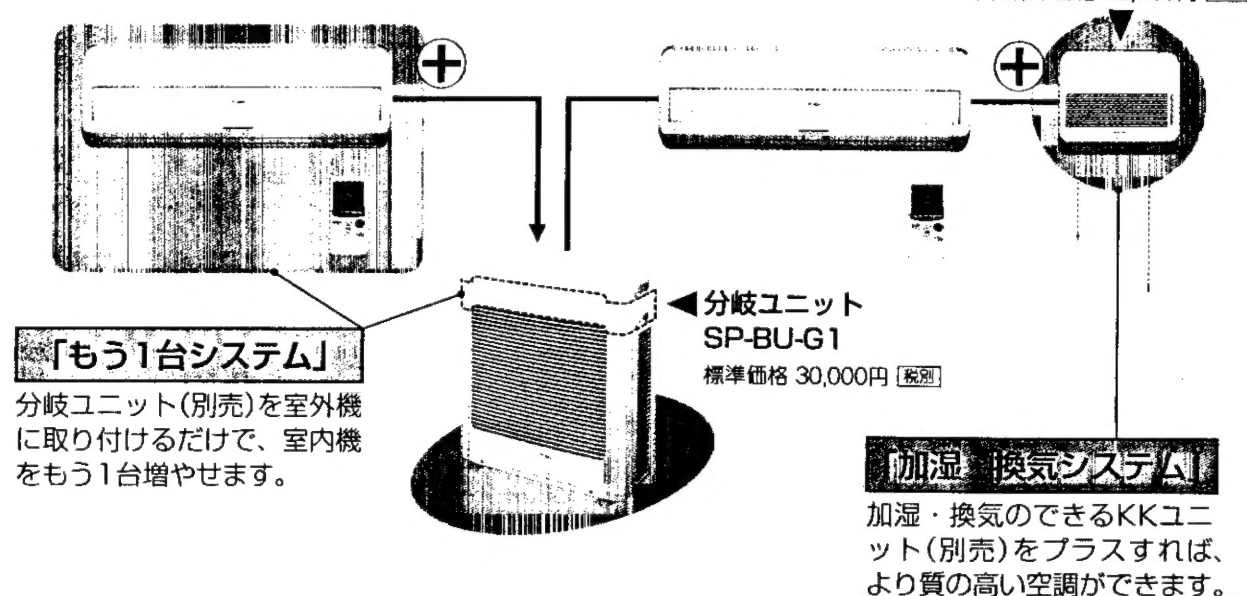 分岐ユニット
SP-BU-G1
標準価格 30,000円 税別
「もう1台システム」
分岐ユニット(別売)を室外機
に取り付けるだけで、室内機
をもう1台増やせます。
「加湿 換気システム」
加湿・換気のできるKKユニ
ット(別売)をプラスすれば、
より質の高い空調ができます。